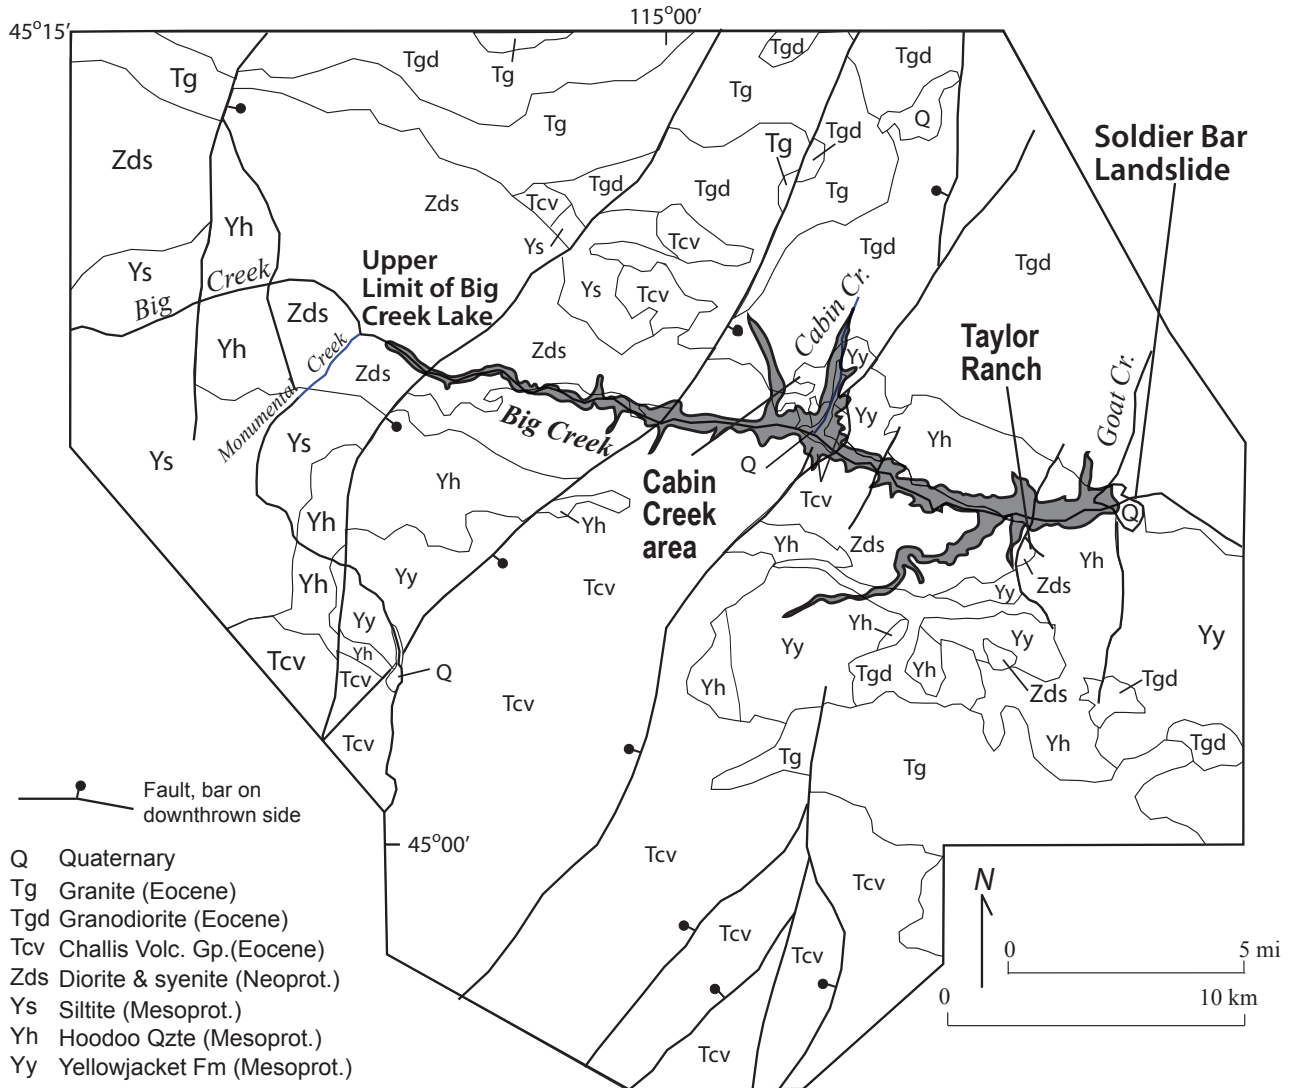 115°00'
45°15'
Tgd
Tgd
Tgd
Tg
Tg
Tg
Tg
Q
Soldier Bar
Landslide
Tg
Tgd
Tg
Zds
Tgd
Tgd
Tg
Zds
Tcv
Yh
Ys
Tcv
Tgd
Tgd
Upper
Limit of Big
Creek Lake
Ys
Big
Creek
Ys
Tcv
Cabin Cr.
Zds
Taylor
Ranch
Yh
Monumental
Creek
Zds
Zds
Yy
Goat Cr.
Big Creek
Yy
Yh
Ys
Ys
Q
Cabin
Creek
area
Yh
Tcv
Q
Yh
Yh
Yh
Zds
Yh
Yh
Yy
Tcv
Zds
Yy
Yy
Yh
Yy
Yy
Yy
Tcv
Yh
Tcv
Q
Yh
Tgd
Yh
Zds
Tgd
Tcv
Tcv
Yh
Tgd
Tg
Tg
Fault, bar on
downthrown side
45°00'
Tcv
Tcv
Tcv
Tcv
Tcv
Q Quaternary
Tg Granite (Eocene)
Tgd Granodiorite (Eocene)
Tcv Challis Volc. Gp.(Eocene)
Zds Diorite & syenite (Neoprot.)
Ys Siltite (Mesoprot.)
Yh Hoodoo Qzte (Mesoprot.)
Yy Yellowjacket Fm (Mesoprot.)
N
0 5 mi
0 10 km